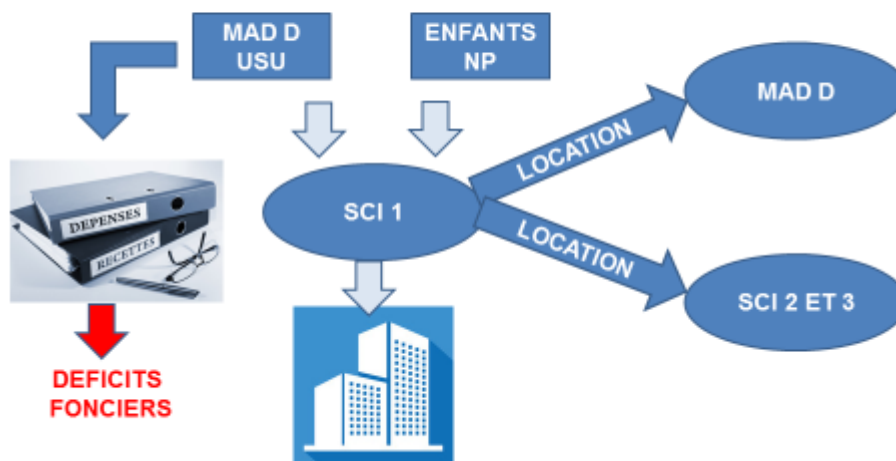 MAD D
USU
ENFANTS
NP
MAD D
LOCATION
DEPENSES
RECETTES
SCI 1
LOCATION
SCI 2 ET 3
DEFICITS
FONCIERS